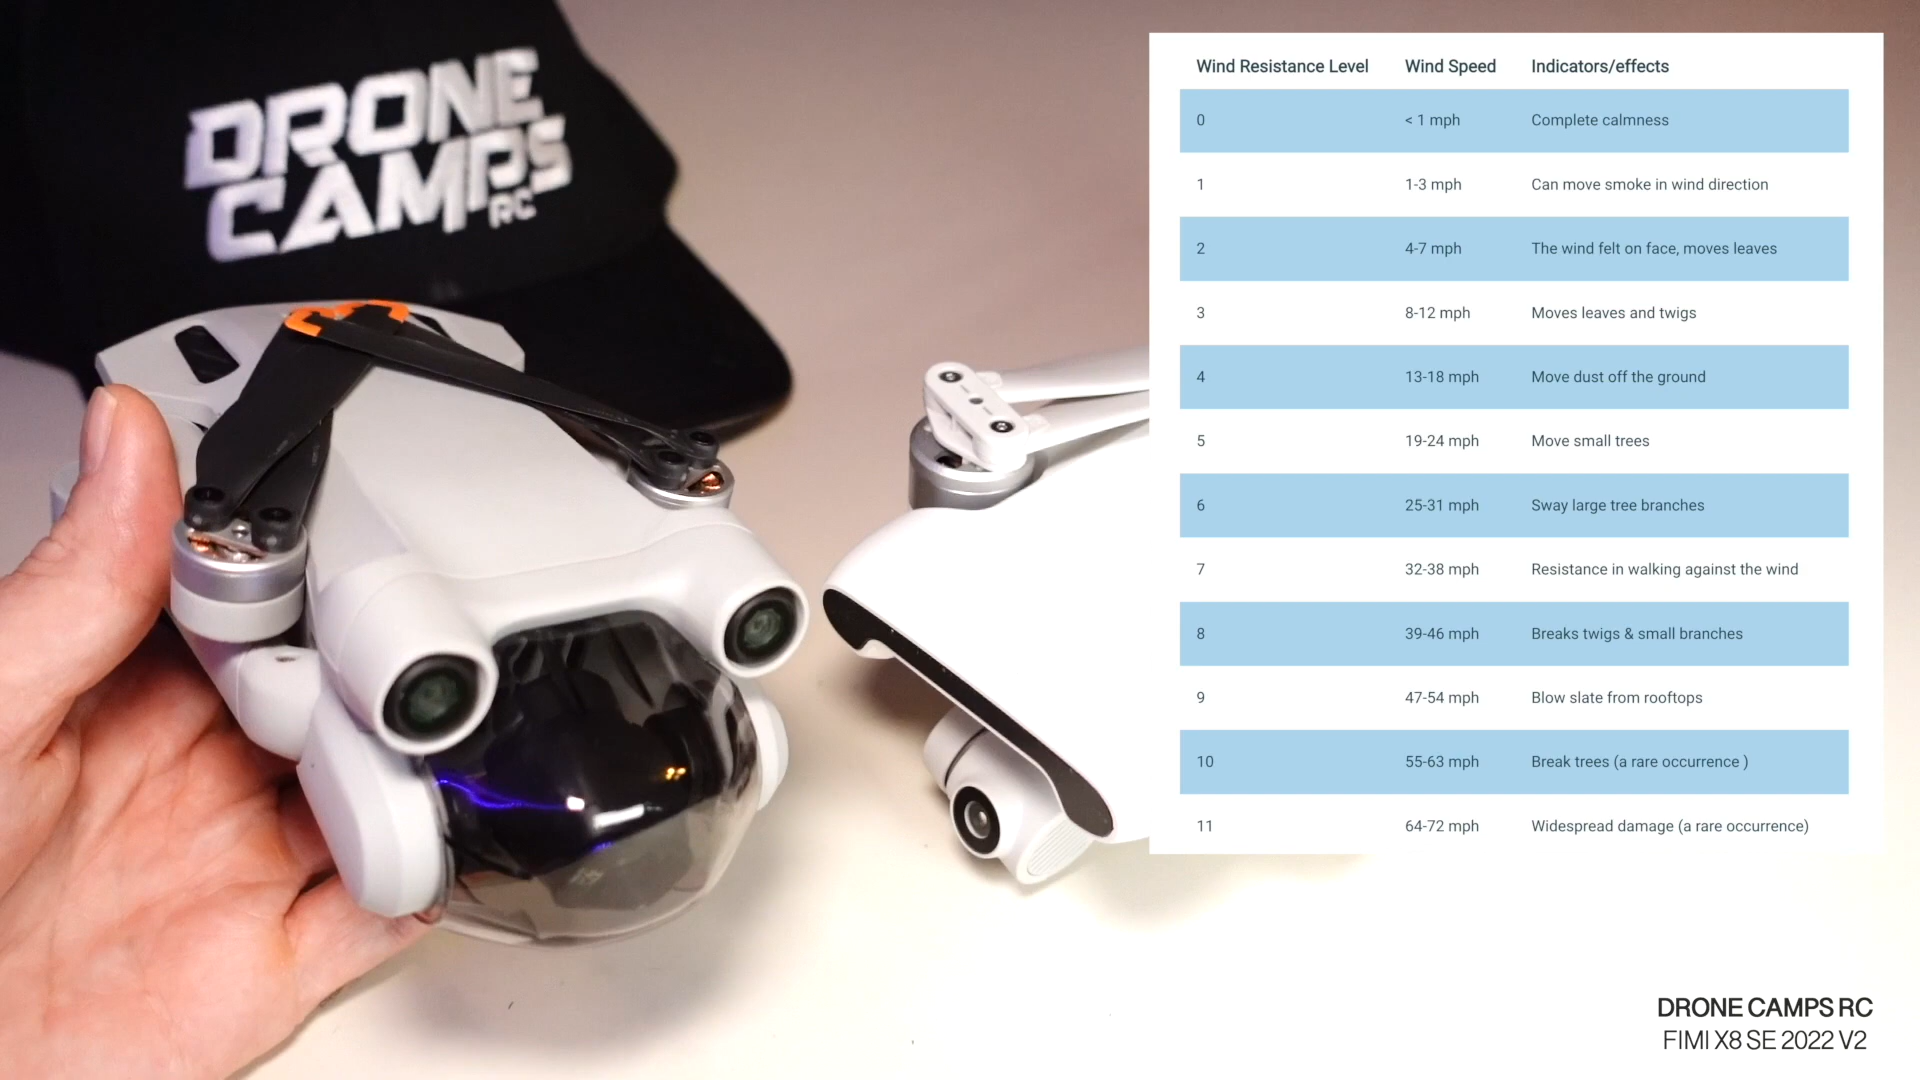 DRONE
CAMPS
RC
Wind Resistance Level Wind Speed Indicators/effects
0 < 1 mph Complete calmness
1 1-3 mph Can move smoke in wind direction
2 4-7 mph The wind felt on face, moves leaves
3 8-12 mph Moves leaves and twigs
4 13-18 mph Move dust off the ground
5 19-24 mph Move small trees
6 25-31 mph Sway large tree branches
7 32-38 mph Resistance in walking against the wind
8 39-46 mph Breaks twigs & small branches
9 47-54 mph Blow slate from rooftops
10 55-63 mph Break trees (a rare occurrence )
11 64-72 mph Widespread damage (a rare occurrence)
DRONE CAMPS RC
FIMI X8 SE 2022 V2